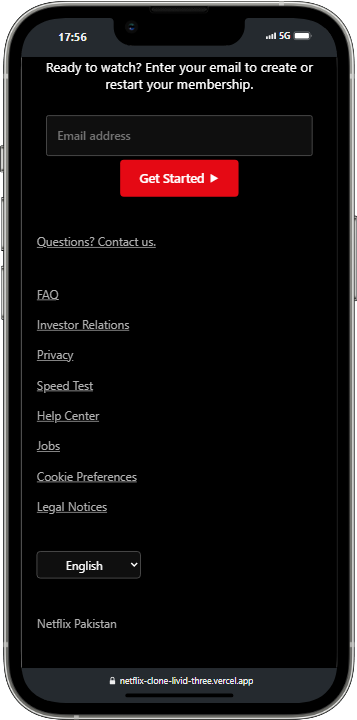 17:56
5G
Ready to watch? Enter your email to create or
restart your membership.
Email address
Get Started ▶
Questions? Contact us.
FAQ
Investor Relations
Privacy
Speed Test
Help Center
Jobs
Cookie Preferences
Legal Notices
English
Netflix Pakistan
netflix-clone-livid-three.vercel.app